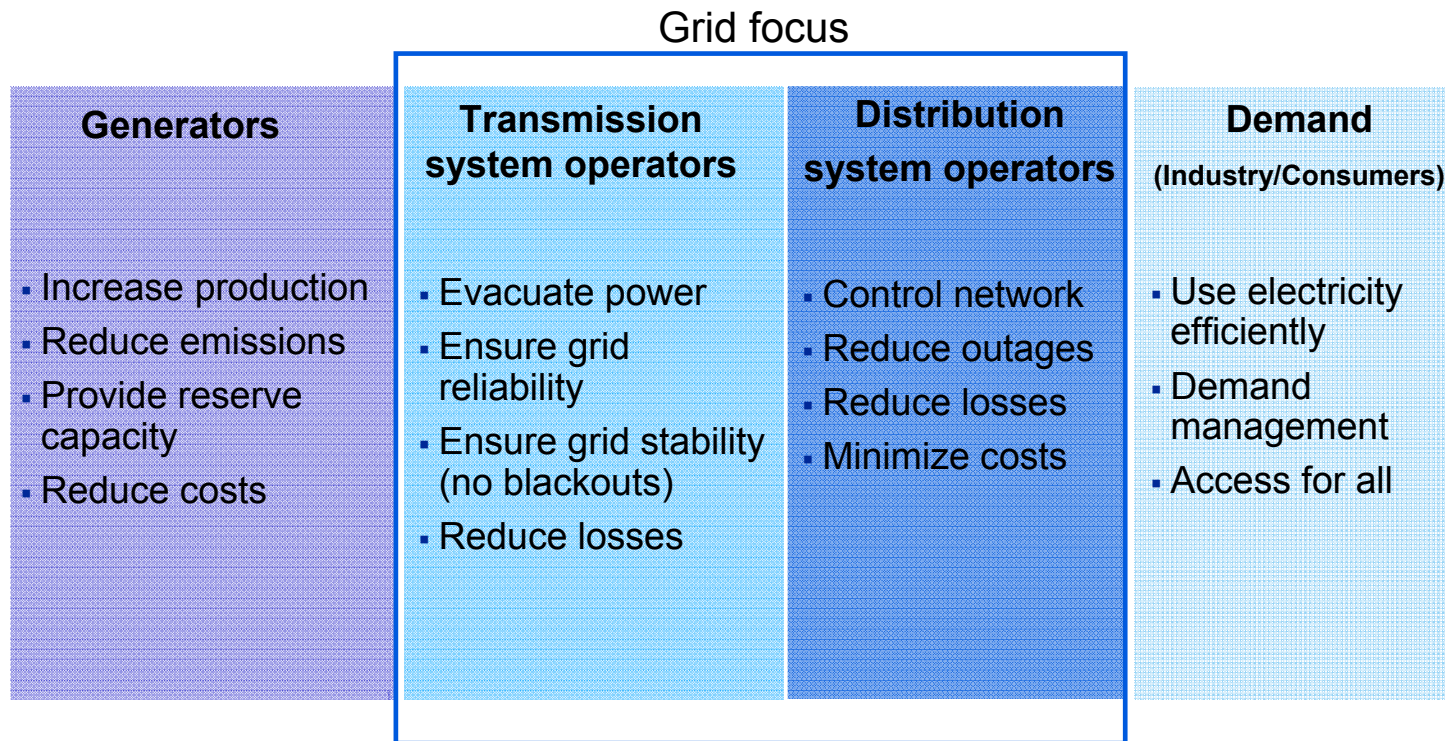 Grid focus
Generators
▪ Increase production
▪ Reduce emissions
▪ Provide reserve
capacity
▪ Reduce costs
Transmission
system operators
▪ Evacuate power
▪ Ensure grid
reliability
▪ Ensure grid stability
(no blackouts)
▪ Reduce losses
Distribution
system operators
▪ Control network
▪ Reduce outages
▪ Reduce losses
▪ Minimize costs
Demand
(Industry/Consumers)
▪ Use electricity
efficiently
▪ Demand
management
▪ Access for all